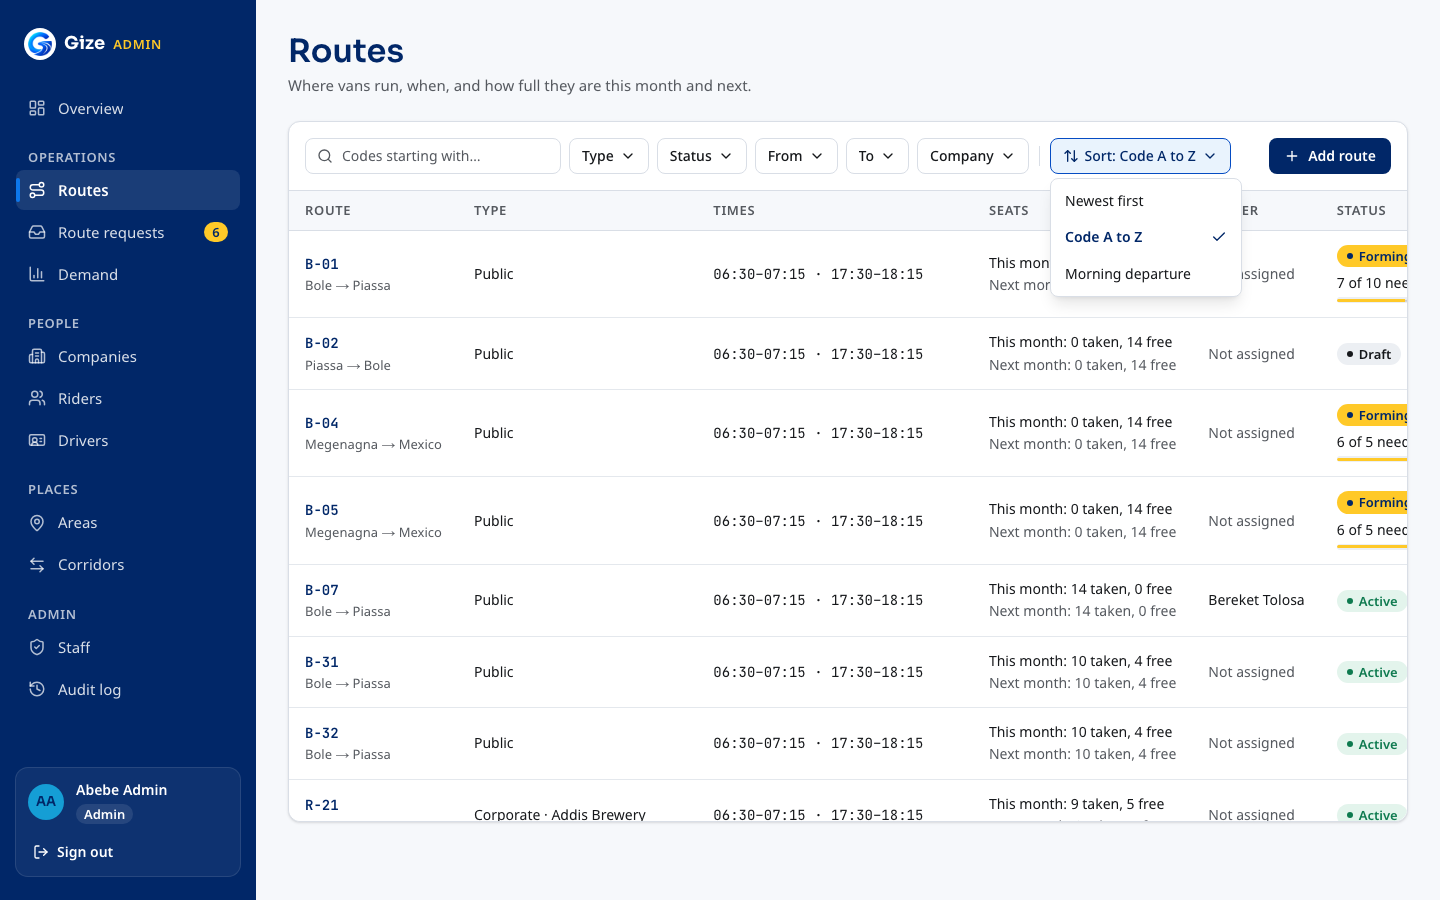 Gize ADMIN
Overview
OPERATIONS
Routes
Route requests 6
Demand
PEOPLE
Companies
Riders
Drivers
PLACES
Areas
Corridors
ADMIN
Staff
Audit log
AA Abebe Admin
Admin
Sign out
Routes
Where vans run, when, and how full they are this month and next.
Codes starting with... Type Status From To Company Sort: Code A to Z Add route
Newest first
Code A to Z
Morning departure
ROUTE TYPE TIMES SEATS STATUS
B-01 Public 06:30–07:15 · 17:30–18:15 Forming
Bole → Piassa 7 of 10
B-02 Public 06:30–07:15 · 17:30–18:15 This month: 0 taken, 14 free Not assigned Draft
Piassa → Bole Next month: 0 taken, 14 free
B-04 Public 06:30–07:15 · 17:30–18:15 This month: 0 taken, 14 free Not assigned Forming
Megenagna → Mexico Next month: 0 taken, 14 free 6 of 5
B-05 Public 06:30–07:15 · 17:30–18:15 This month: 0 taken, 14 free Not assigned Forming
Megenagna → Mexico Next month: 0 taken, 14 free 6 of 5
B-07 Public 06:30–07:15 · 17:30–18:15 This month: 14 taken, 0 free Bereket Tolosa Active
Bole → Piassa Next month: 14 taken, 0 free
B-31 Public 06:30–07:15 · 17:30–18:15 This month: 10 taken, 4 free Not assigned Active
Bole → Piassa Next month: 10 taken, 4 free
B-32 Public 06:30–07:15 · 17:30–18:15 This month: 10 taken, 4 free Not assigned Active
Bole → Piassa Next month: 10 taken, 4 free
R-21 Corporate · Addis Brewery 06:30–07:15 · 17:30–18:15 This month: 9 taken, 5 free Not assigned Active